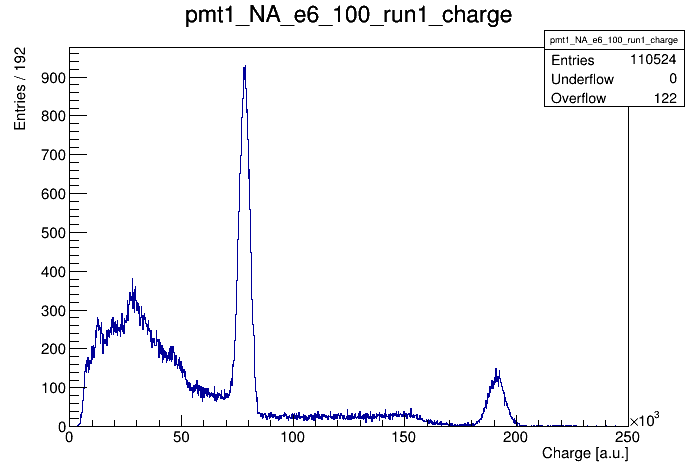 pmt1_NA_e6_100_run1_charge
pmt1_NA_e6_100_run1_charge
Entries 110524
Underflow 0
Overflow 122
Entries / 192
900
800
700
600
500
400
300
200
100
0
0 50 100 150 200 250
×10³
Charge [a.u.]